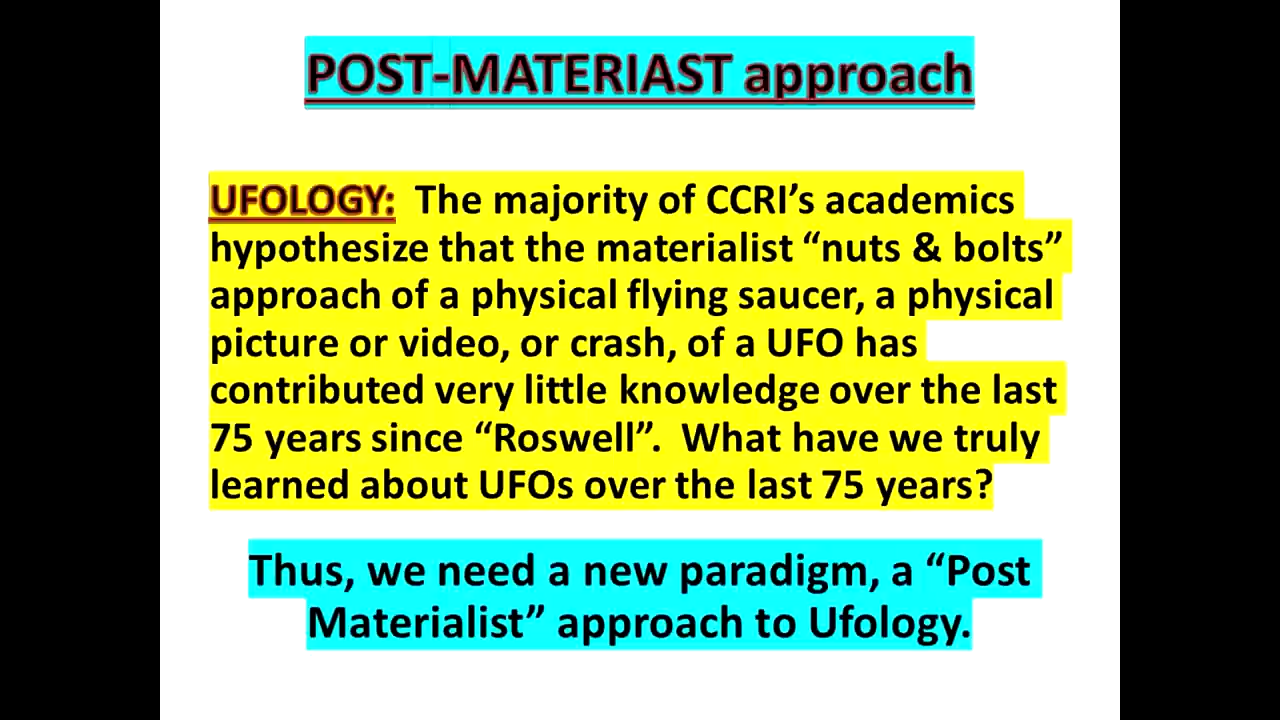 POST-MATERIAST approach
UFOLOGY:  The majority of CCRI’s academics
hypothesize that the materialist “nuts & bolts”
approach of a physical flying saucer, a physical
picture or video, or crash, of a UFO has
contributed very little knowledge over the last
75 years since “Roswell”.  What have we truly
learned about UFOs over the last 75 years?
Thus, we need a new paradigm, a “Post
Materialist” approach to Ufology.